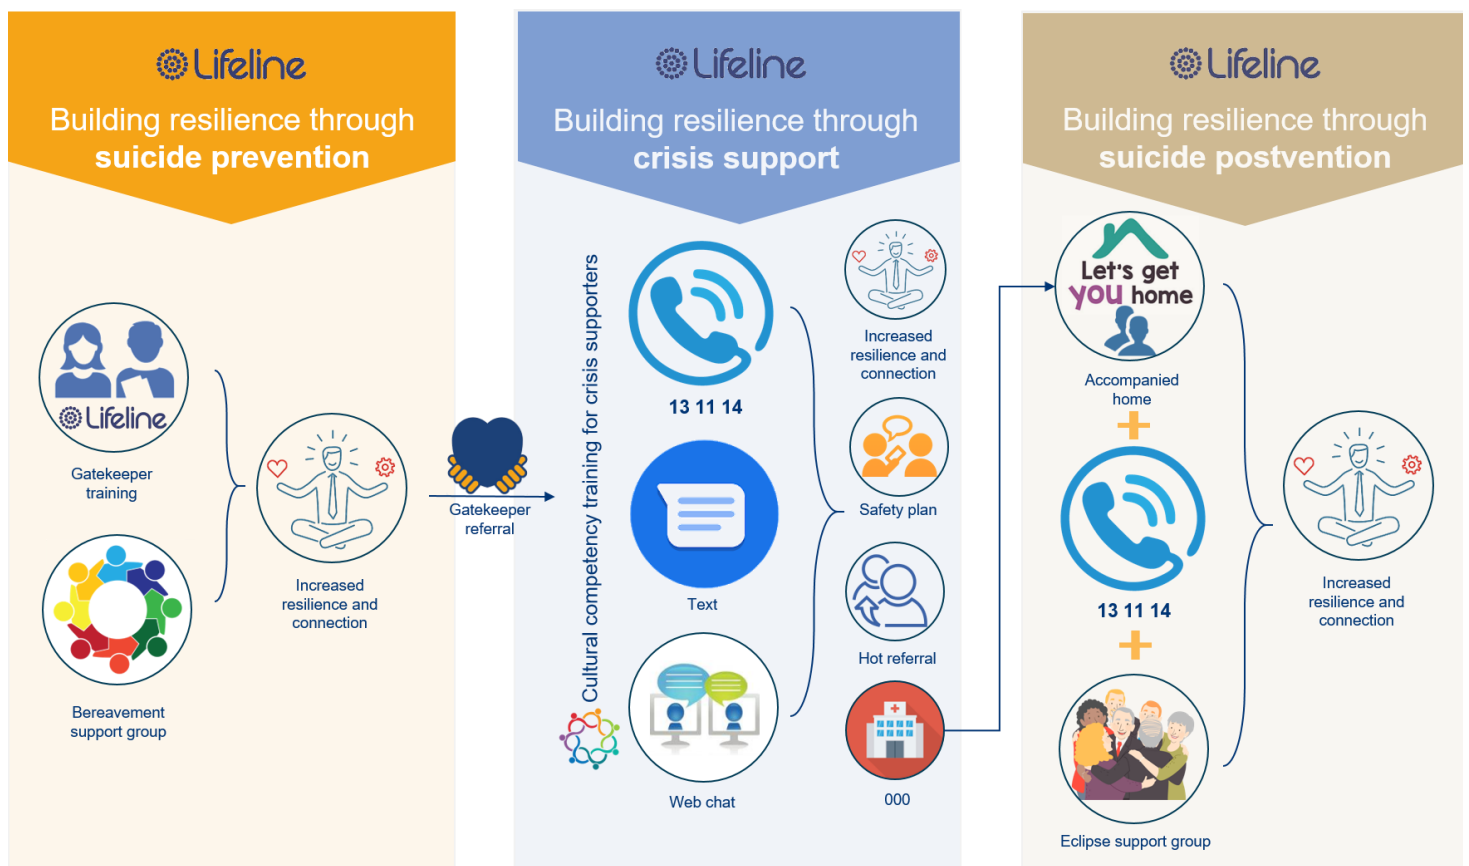 Lifeline
Building resilience through
suicide prevention
Lifeline
Gatekeeper
training
Bereavement
support group
Increased
resilience and
connection
Gatekeeper
referral
Lifeline
Building resilience through
crisis support
Cultural competency training for crisis supporters
13 11 14
Text
Web chat
Increased
resilience and
connection
Safety plan
Hot referral
000
Lifeline
Building resilience through
suicide postvention
Let's get
you home
Accompanied
home
+
13 11 14
+
Eclipse support group
Increased
resilience and
connection